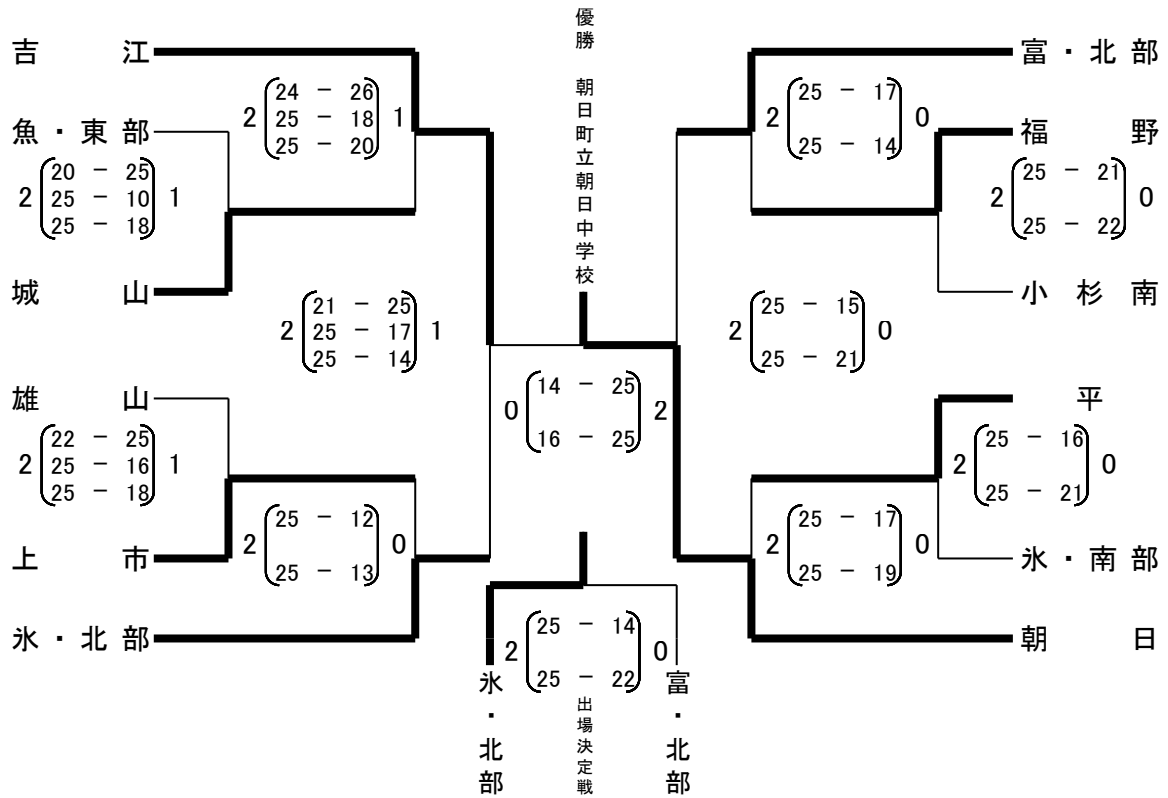 優勝 朝日町立朝日中学校
吉江
2 24 － 26 1
25 － 18
25 － 20
魚・東部
2 20 － 25 1
25 － 10
25 － 18
城山
2 21 － 25 1
25 － 17
25 － 14
雄山
2 22 － 25 1
25 － 16
25 － 18
上市
2 25 － 12 0
25 － 13
氷・北部
0 14 － 25 2
16 － 25
富・北部
2 25 － 17 0
25 － 14
福野
2 25 － 21 0
25 － 22
小杉南
2 25 － 15 0
25 － 21
平
2 25 － 16 0
25 － 21
氷・南部
2 25 － 17 0
25 － 19
朝日
2 25 － 14 0
25 － 22
氷・北部
出場決定戦
富・北部